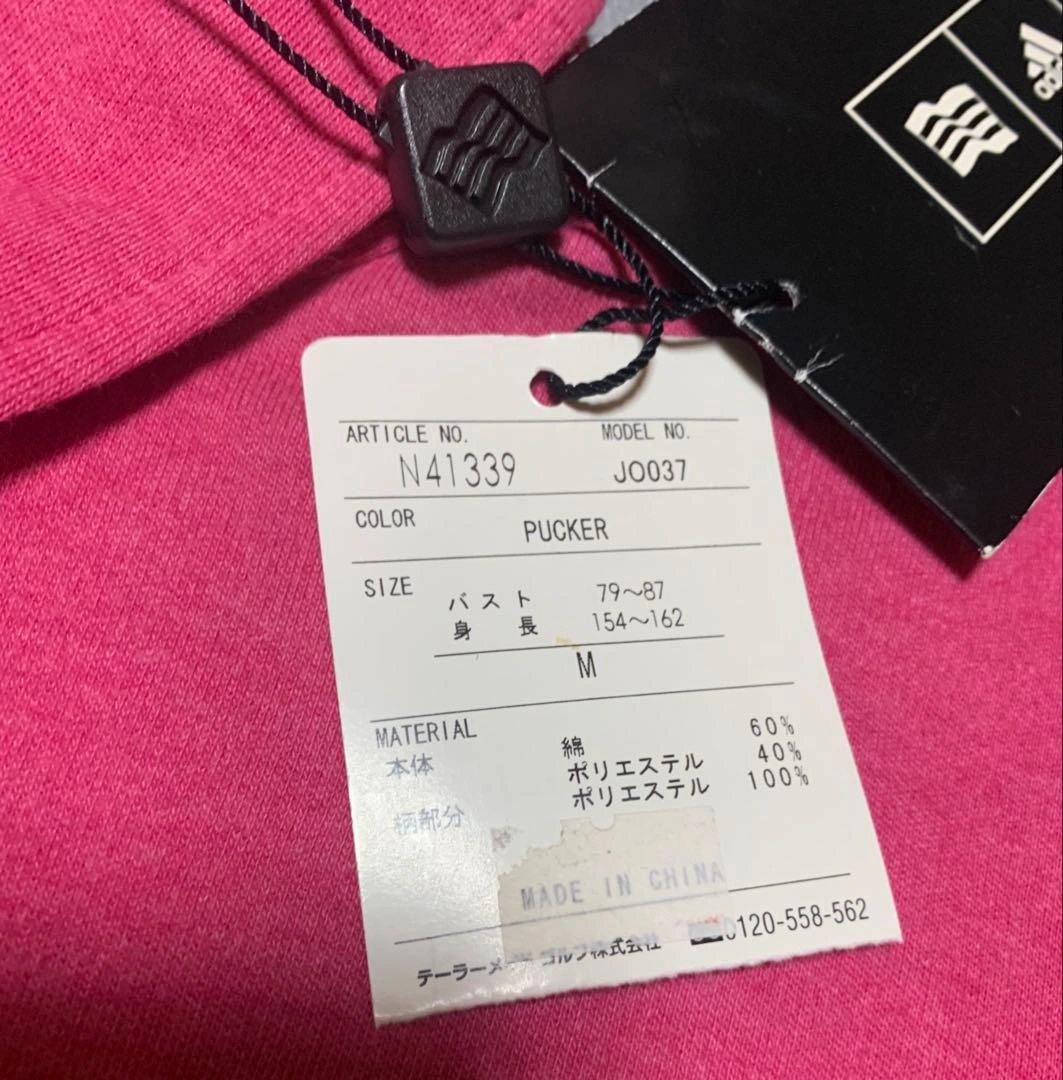 adidas
ARTICLE NO. MODEL NO.
N41339 JO037
COLOR
PUCKER
SIZE バスト 79～87
身長 154～162
M
MATERIAL 綿 60%
本体 ポリエステル 40%
ポリエステル 100%
柄部分
MADE IN CHINA
テーラーメイド ゴルフ株式会社 0120-558-562